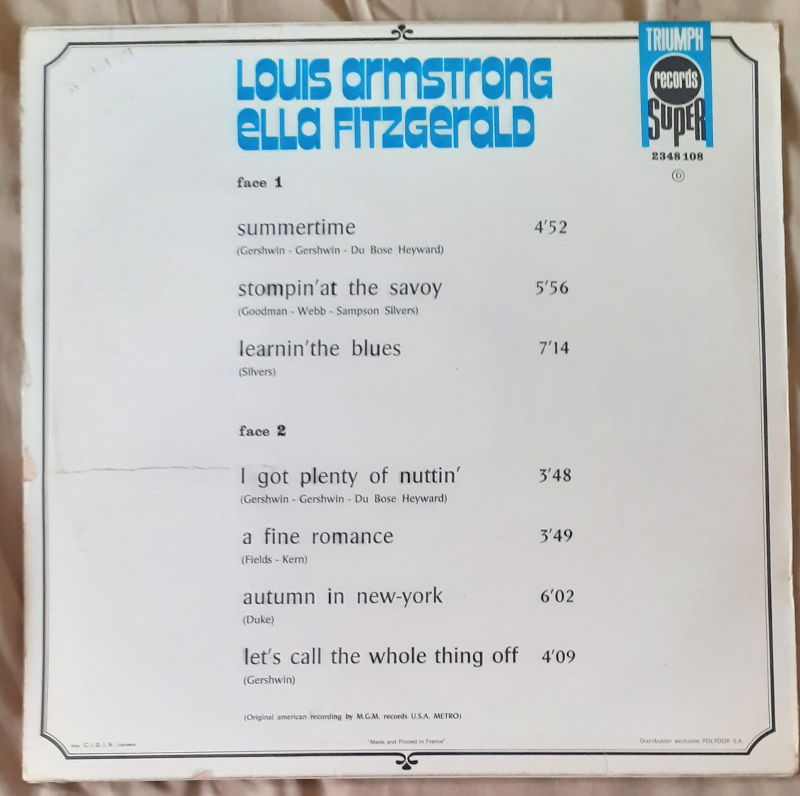 LOUIS armSTrONG
eLLa FITZGeraLD
TRIUMPH
records
SUPER
2348 108
D
face 1
summertime 4'52
(Gershwin - Gershwin - Du Bose Heyward)
stompin'at the savoy 5'56
(Goodman - Webb - Sampson Silvers)
learnin'the blues 7'14
(Silvers)
face 2
I got plenty of nuttin' 3'48
(Gershwin - Gershwin - Du Bose Heyward)
a fine romance 3'49
(Fields - Kern)
autumn in new-york 6'02
(Duke)
let's call the whole thing off 4'09
(Gershwin)
(Original american recording by M.G.M. records U.S.A. METRO)
Imp. C.I.D.I.S. Louviers
"Made and Printed in France"
Distribution exclusive POLYDOR S.A.